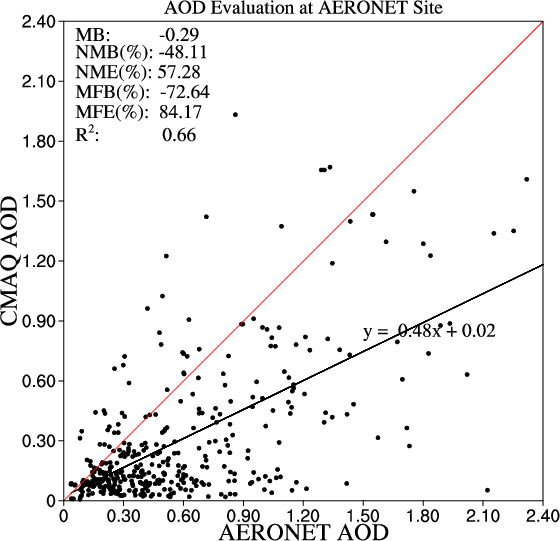 AOD Evaluation at AERONET Site
2.40
MB: -0.29
NMB(%): -48.11
NME(%): 57.28
MFB(%): -72.64
MFE(%): 84.17
R²: 0.66
2.10
1.80
1.50
1.20
0.90
0.60
0.30
0
CMAQ AOD
y = 0.48x + 0.02
0 0.30 0.60 0.90 1.20 1.50 1.80 2.10 2.40
AERONET AOD